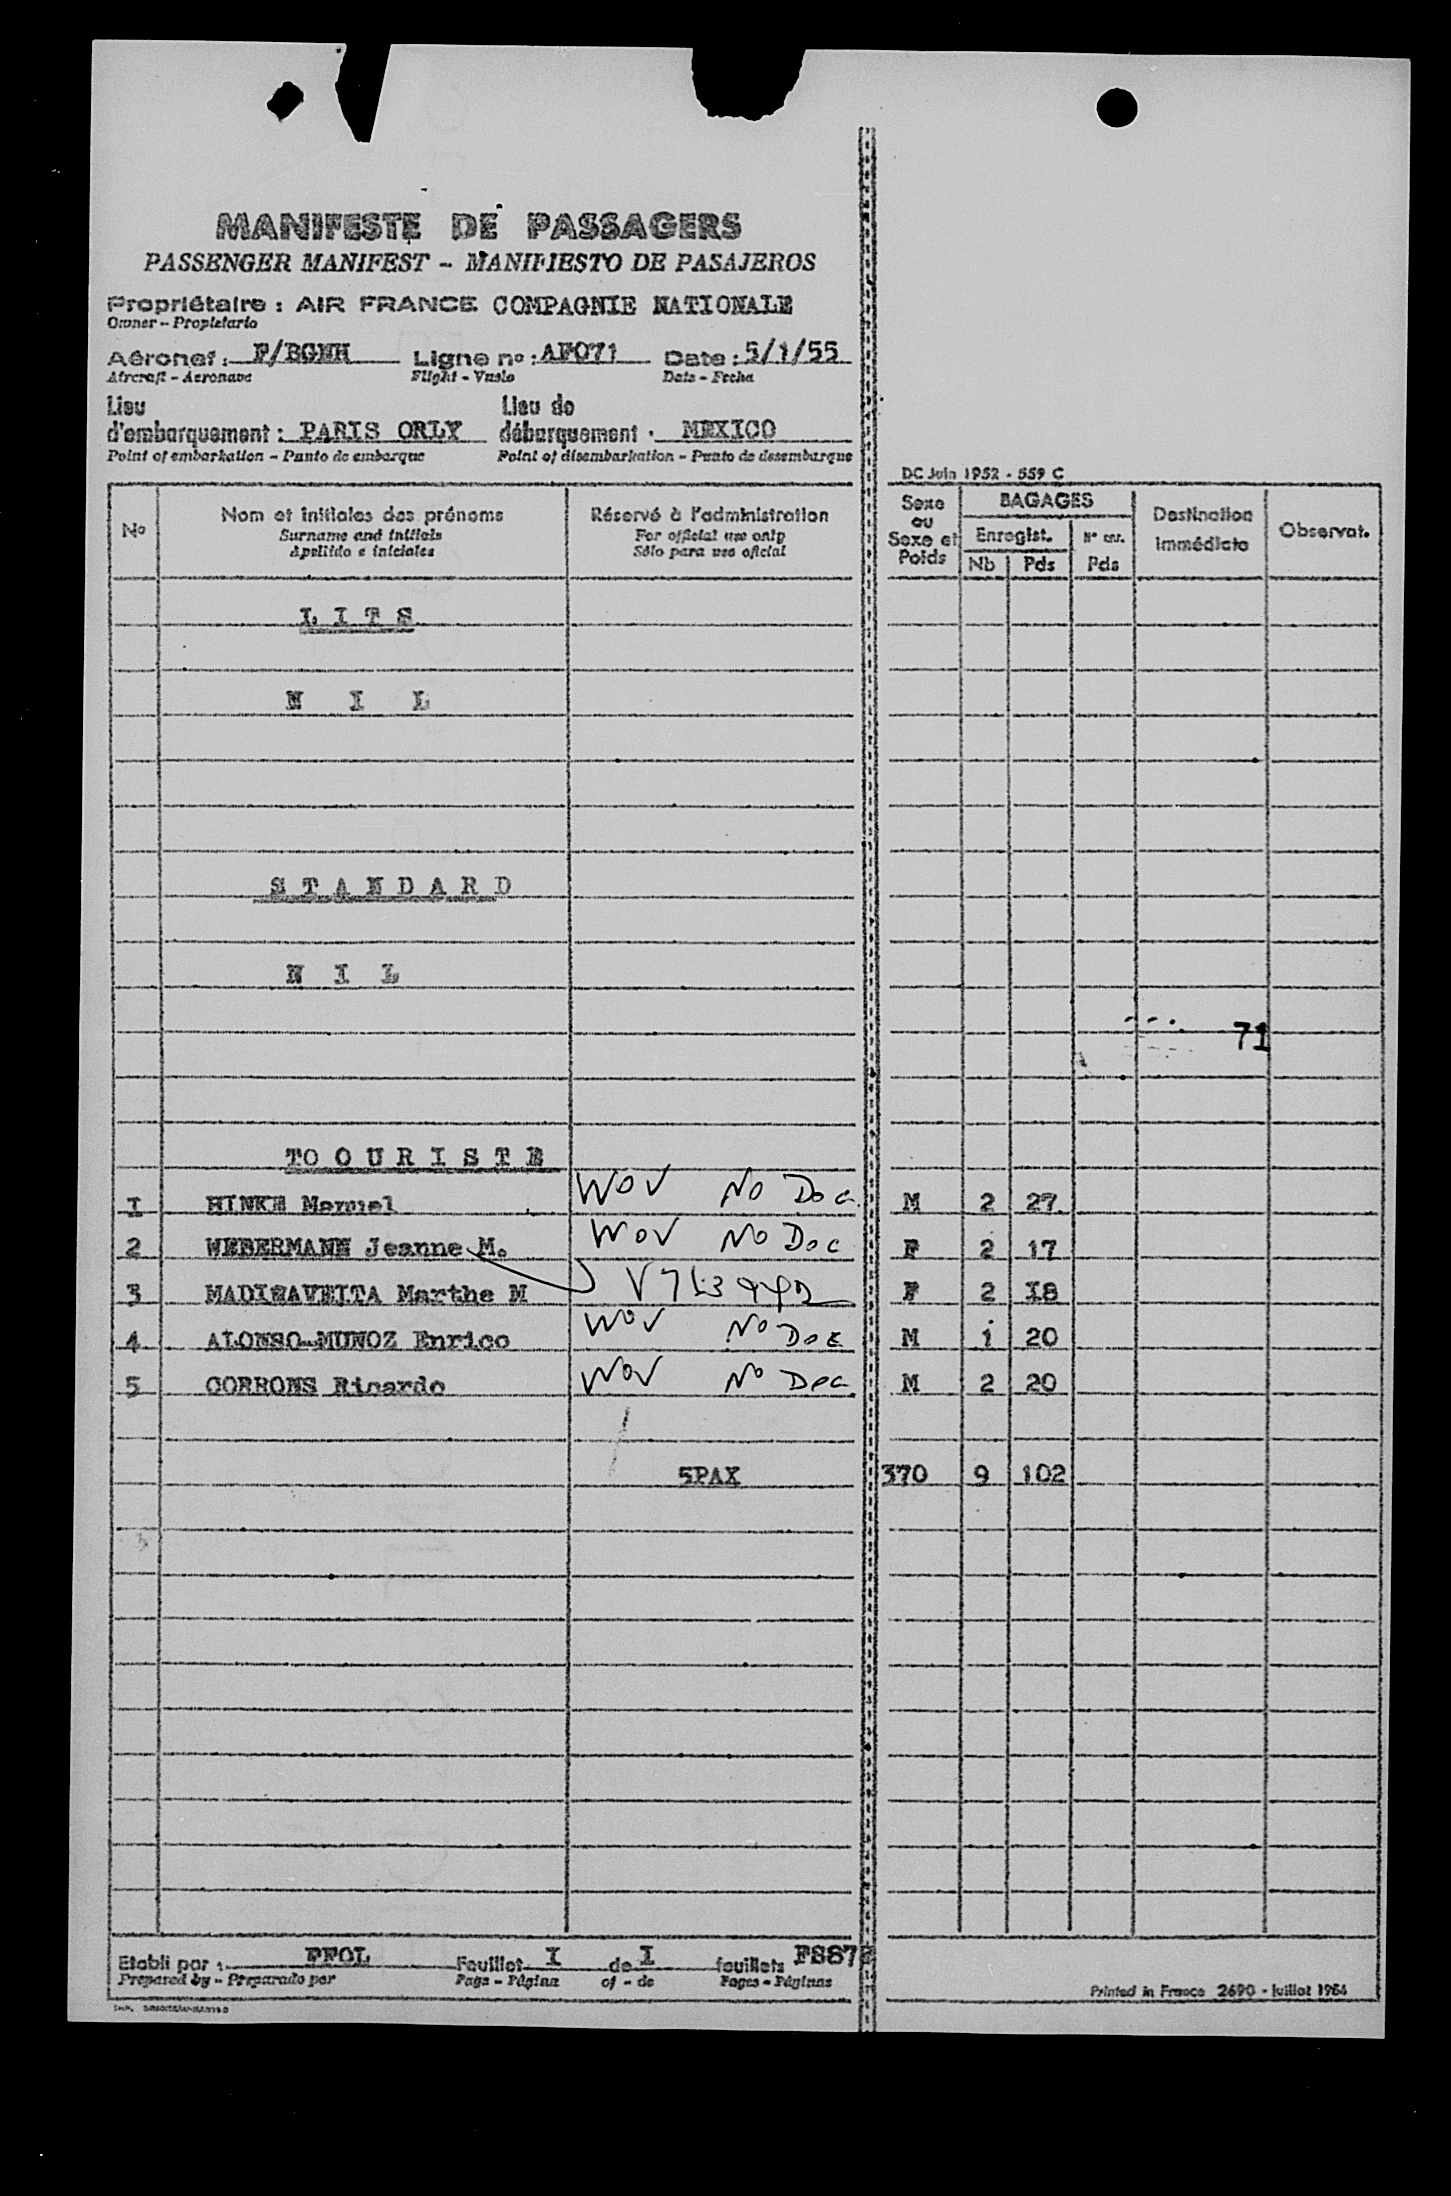 MANIFESTE DE PASSAGERS
PASSENGER MANIFEST - MANIFIESTO DE PASAJEROS
Propriétaire : AIR FRANCE COMPAGNIE NATIONALE
Owner - Propietario
Aéronef : F/BGNH Ligne no : AF071 Date : 5/1/55
Aircraft - Aeronave Flight - Vuelo Date - Fecha
Lieu d'embarquement : PARIS ORLY Lieu de débarquement : MEXICO
Point of embarkation - Punto de embarque Point of disembarkation - Punto de desembarque
DC Juin 1952 - 559 C
No Nom et initiales des prénoms Réservé à l'administration Sexe ou Sexe et Poids BAGAGES Destination immédiate Observat.
Surname and initials For official use only Enregist. No enr.
Apellido e iniciales Sólo para uso oficial Nb Pds Pds
L I T S
N I L
S T A N D A R D
N I L
71
TO O U R I S T E
1 HINKE Manuel WOV No Doc M 2 27
2 WEBERMANN Jeanne M. WOV No Doc F 2 17
3 Marthe M F 2 18
4 ALONSO-MUNOZ Enrico WOV No Doc M 1 20
5 CORRONS Ricardo WOV No Doc M 2 20
5PAX 370 9 102
Etabli par : FFOL Feuillet 1 de 1 feuillets
Prepared by - Preparado por Page - Página of - de Pages - Páginas
Printed in France 2690 - Juillet 1954